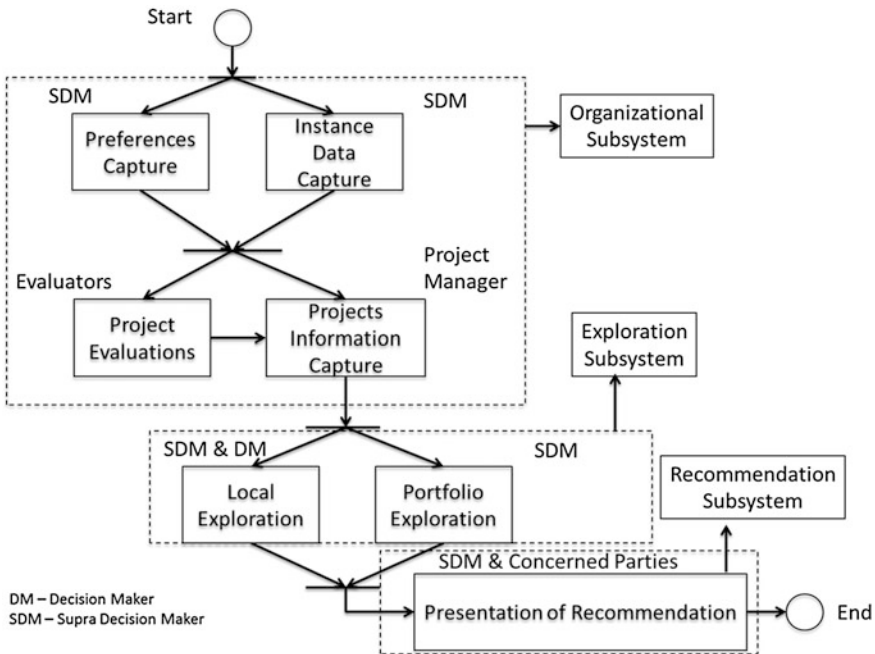 Start
SDM
SDM
Preferences
Capture
Instance
Data
Capture
Organizational
Subsystem
Evaluators
Project
Manager
Project
Evaluations
Projects
Information
Capture
Exploration
Subsystem
SDM & DM
SDM
Local
Exploration
Portfolio
Exploration
Recommendation
Subsystem
SDM & Concerned Parties
Presentation of Recommendation
End
DM – Decision Maker
SDM – Supra Decision Maker